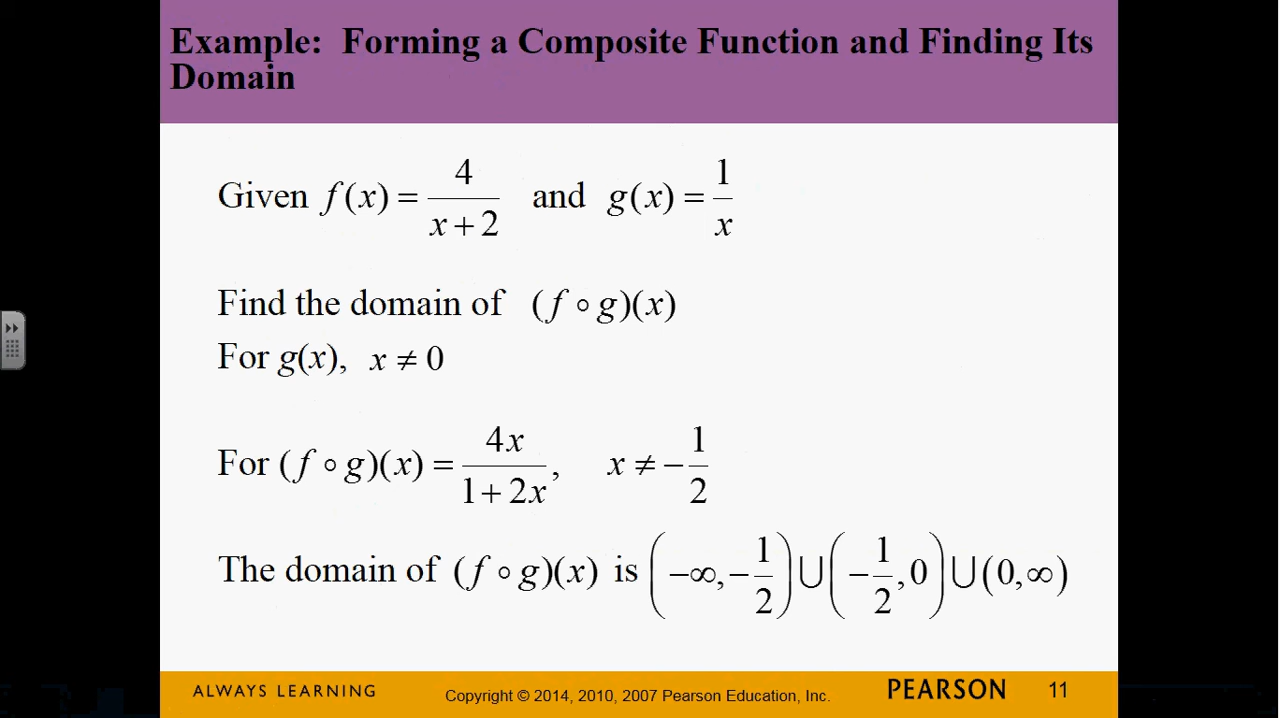 Example: Forming a Composite Function and Finding Its
Domain
Given f(x) = 4/(x + 2) and g(x) = 1/x
Find the domain of (f ∘ g)(x)
For g(x), x ≠ 0
For (f ∘ g)(x) = 4x/(1 + 2x), x ≠ −1/2
The domain of (f ∘ g)(x) is (−∞, −1/2) ∪ (−1/2, 0) ∪ (0, ∞)
ALWAYS LEARNING Copyright © 2014, 2010, 2007 Pearson Education, Inc. PEARSON 11